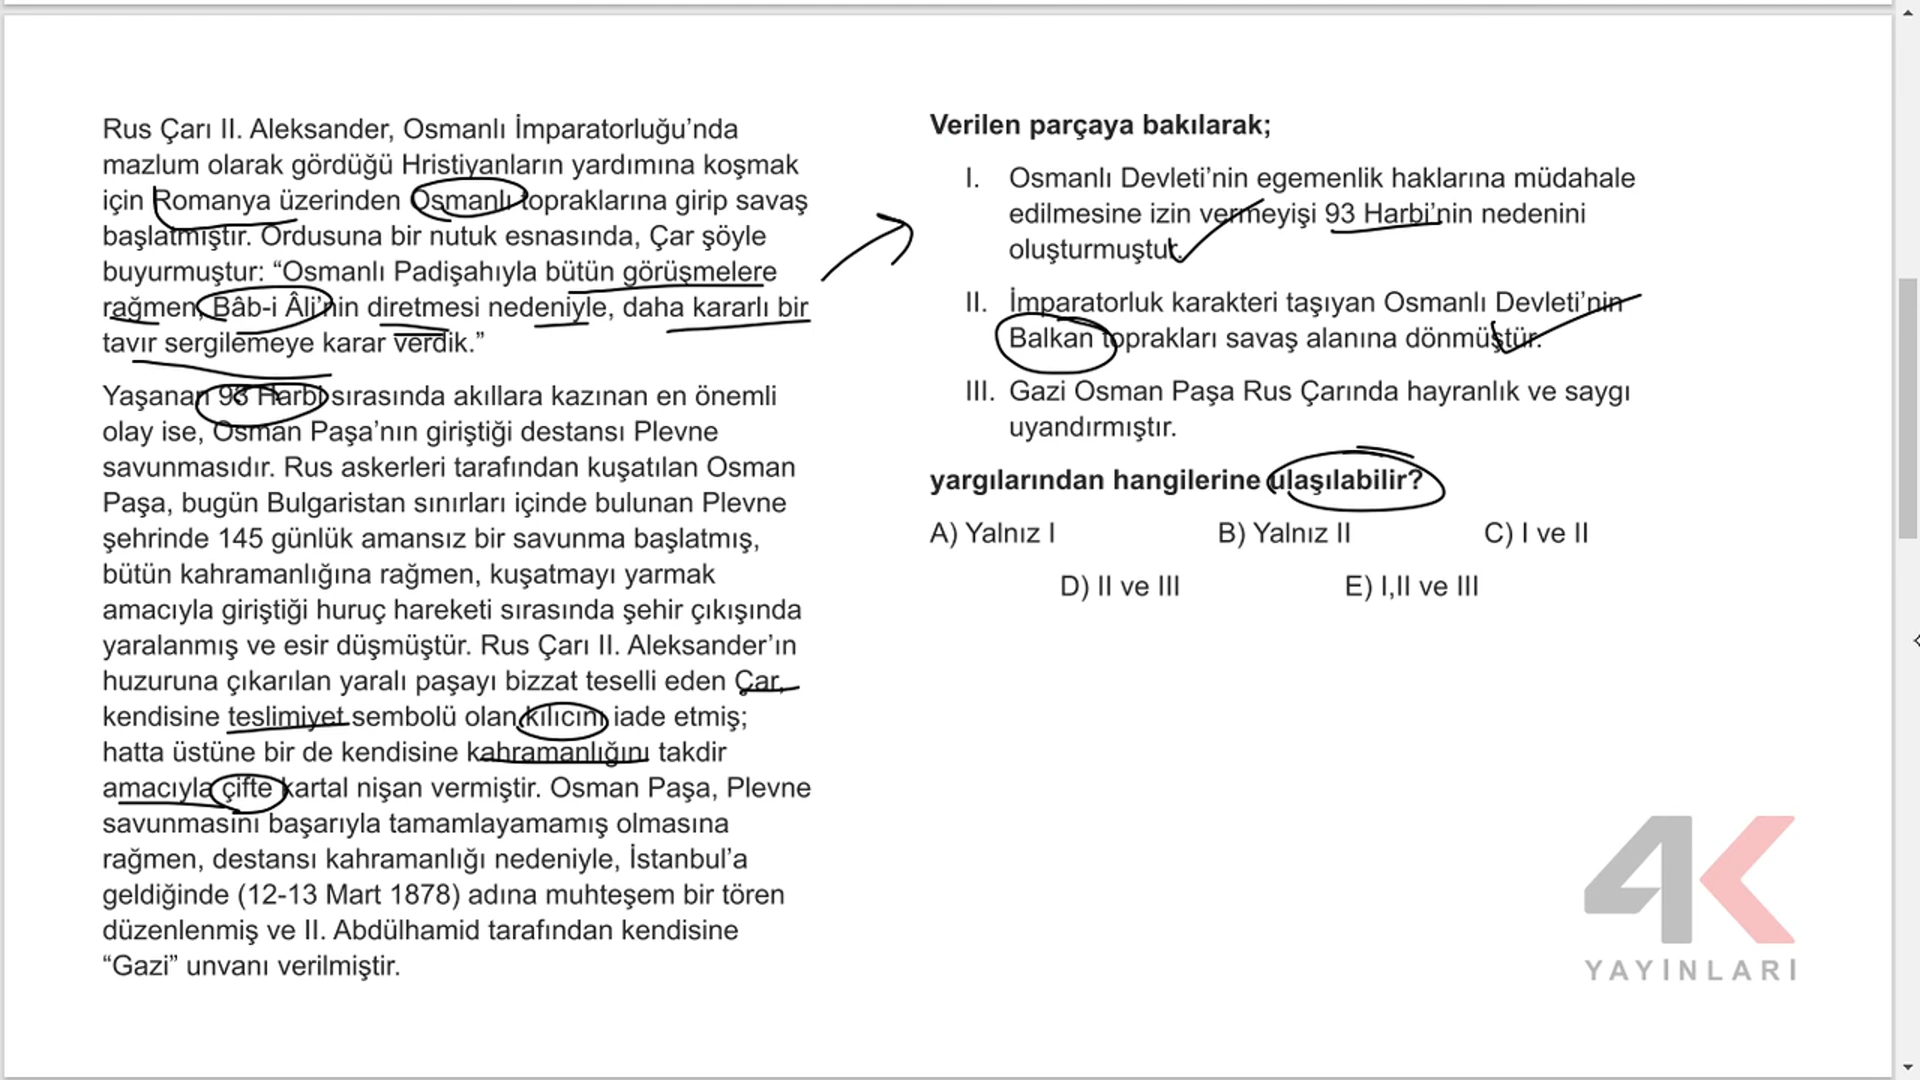 Rus Çarı II. Aleksander, Osmanlı İmparatorluğu’nda
mazlum olarak gördüğü Hristiyanların yardımına koşmak
için Romanya üzerinden Osmanlı topraklarına girip savaş
başlatmıştır. Ordusuna bir nutuk esnasında, Çar şöyle
buyurmuştur: “Osmanlı Padişahıyla bütün görüşmelere
rağmen, Bâb-i Âli’nin diretmesi nedeniyle, daha kararlı bir
tavır sergilemeye karar verdik.”
Yaşanan 93 Harbi sırasında akıllara kazınan en önemli
olay ise, Osman Paşa’nın giriştiği destansı Plevne
savunmasıdır. Rus askerleri tarafından kuşatılan Osman
Paşa, bugün Bulgaristan sınırları içinde bulunan Plevne
şehrinde 145 günlük amansız bir savunma başlatmış,
bütün kahramanlığına rağmen, kuşatmayı yarmak
amacıyla giriştiği huruç hareketi sırasında şehir çıkışında
yaralanmış ve esir düşmüştür. Rus Çarı II. Aleksander’ın
huzuruna çıkarılan yaralı paşayı bizzat teselli eden Çar,
kendisine teslimiyet sembolü olan kılıcını iade etmiş;
hatta üstüne bir de kendisine kahramanlığını takdir
amacıyla çifte kartal nişan vermiştir. Osman Paşa, Plevne
savunmasını başarıyla tamamlayamamış olmasına
rağmen, destansı kahramanlığı nedeniyle, İstanbul’a
geldiğinde (12-13 Mart 1878) adına muhteşem bir tören
düzenlenmiş ve II. Abdülhamid tarafından kendisine
“Gazi” unvanı verilmiştir.
Verilen parçaya bakılarak;
I. Osmanlı Devleti’nin egemenlik haklarına müdahale
edilmesine izin vermeyişi 93 Harbi’nin nedenini
oluşturmuştur.
II. İmparatorluk karakteri taşıyan Osmanlı Devleti’nin
Balkan toprakları savaş alanına dönmüştür.
III. Gazi Osman Paşa Rus Çarında hayranlık ve saygı
uyandırmıştır.
yargılarından hangilerine ulaşılabilir?
A) Yalnız I B) Yalnız II C) I ve II
D) II ve III E) I,II ve III
4K
YAYINLARI